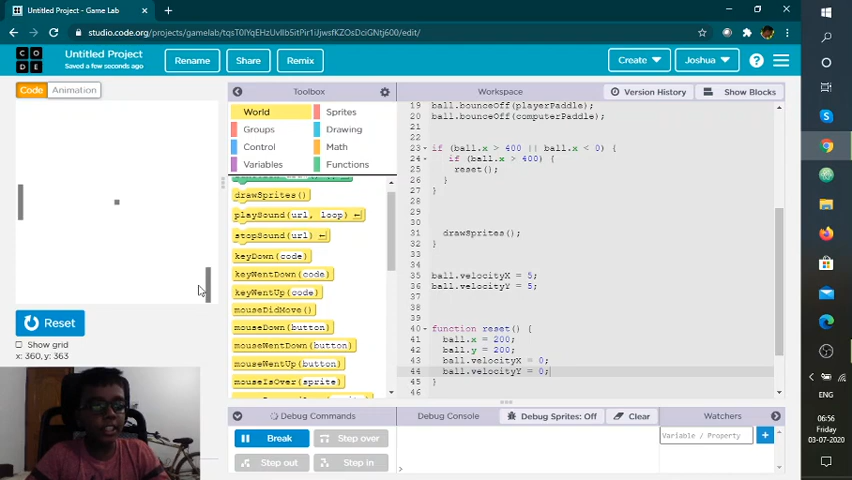 Untitled Project - Game Lab
studio.code.org/projects/gamelab/tqsT0lYqEUvIlb5itPir1iJwsfKZOsDciGNtj600/edit/
CODE
Untitled Project
Saved a few seconds ago
Rename
Share
Remix
Create
Joshua
?
Code
Animation
Toolbox
Workspace
Version History
Show Blocks
World
Sprites
Groups
Drawing
Control
Math
Variables
Functions
drawSprites()
playSound(url, loop)
stopSound(url)
keyDown(code)
keyWentDown(code)
keyWentUp(code)
mouseDidMove()
mouseDown(button)
mouseWentDown(button)
mouseWentUp(button)
mouseIsOver(sprite)
19 ball.bounceOff(playerPaddle);
20 ball.bounceOff(computerPaddle);
21
22
23 if (ball.x > 400 || ball.x < 0) {
24 if (ball.x > 400) {
25 reset();
26 }
27 }
28
29
30
31 drawSprites();
32 }
33
34
35 ball.velocityX = 5;
36 ball.velocityY = 5;
37
38
39
40 function reset() {
41 ball.x = 200;
42 ball.y = 200;
43 ball.velocityX = 0;
44 ball.velocityY = 0;
45 }
46
Reset
Show grid
x: 360, y: 363
Debug Commands
Debug Console
Debug Sprites: Off
Clear
Watchers
Break
Step over
Step out
Step in
Variable / Property
+
>
ENG
06:56
Friday
03-07-2020